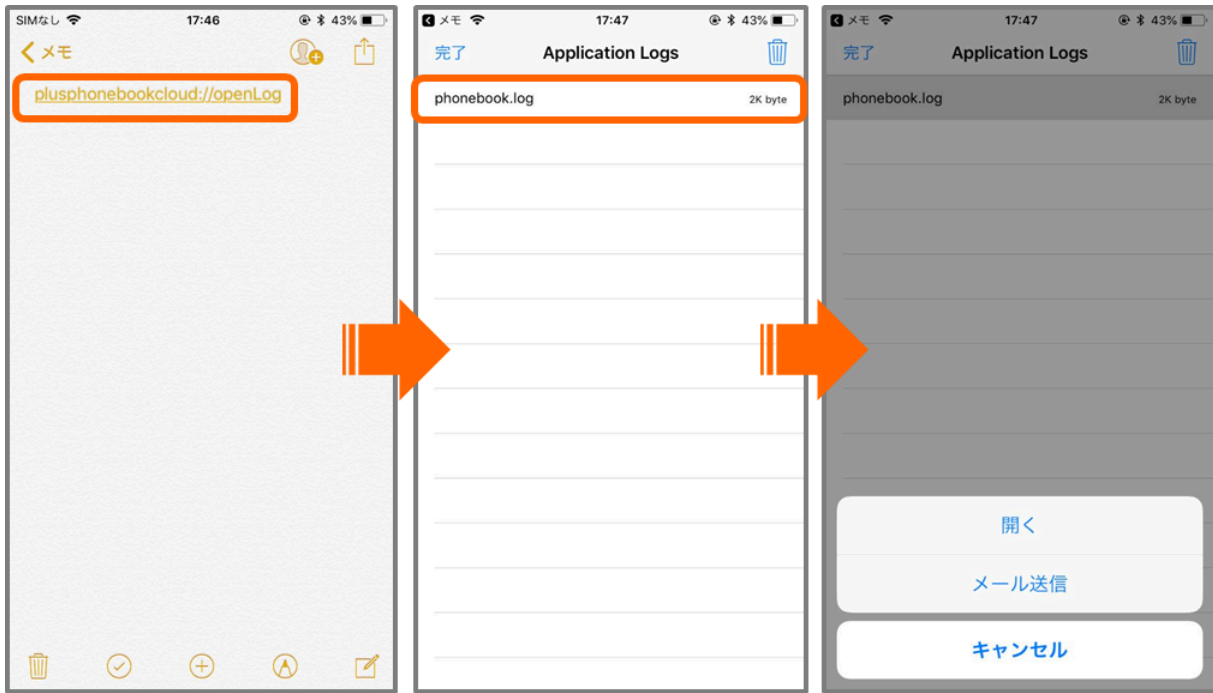 SIMなし 17:46 43%
メモ
plusphonebookcloud://openLog
メモ 17:47 43%
完了 Application Logs
phonebook.log 2K byte
メモ 17:47 43%
完了 Application Logs
phonebook.log 2K byte
開く
メール送信
キャンセル